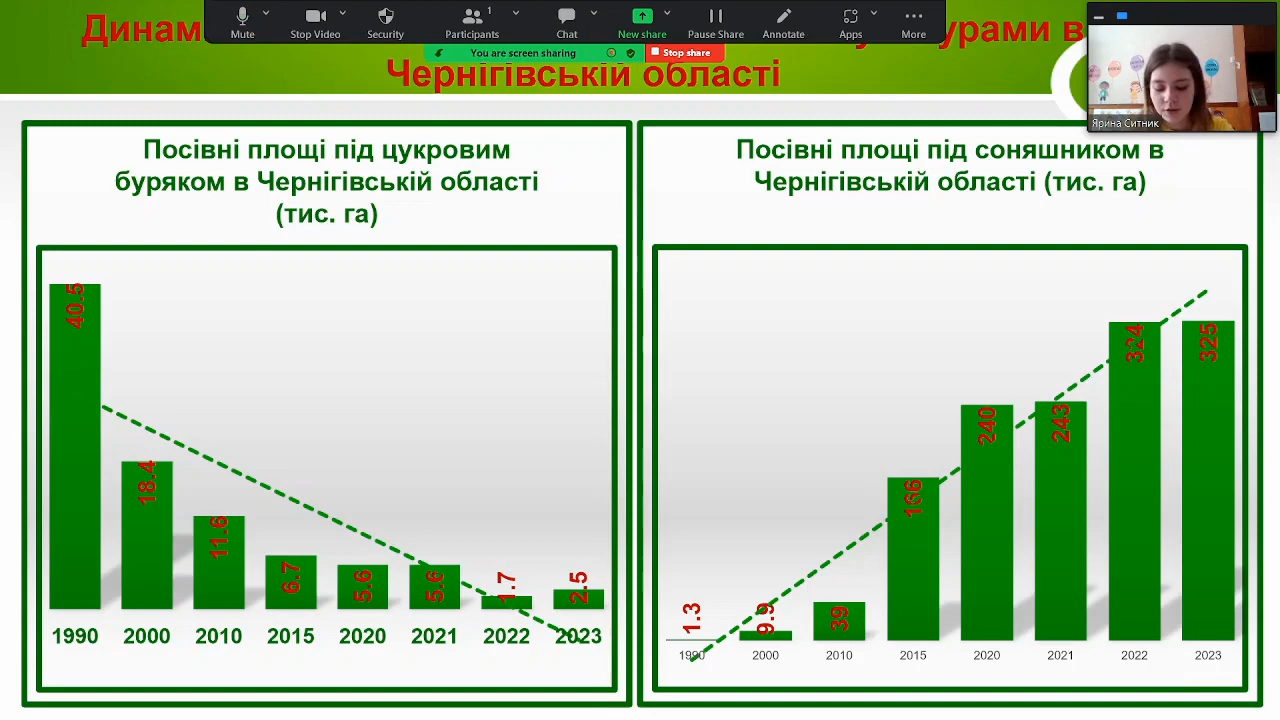 Mute
Stop Video
Security
Participants
1
Chat
New share
Pause Share
Annotate
Apps
More
You are screen sharing
Stop share
Чернігівській області
Ярина Ситник
Посівні площі під цукровим
буряком в Чернігівській області
(тис. га)
40.5
18.4
11.6
6.7
5.6
5.6
1.7
2.5
1990
2000
2010
2015
2020
2021
2022
2023
Посівні площі під соняшником в
Чернігівській області (тис. га)
1.3
9.9
39
166
240
243
324
325
1990
2000
2010
2015
2020
2021
2022
2023